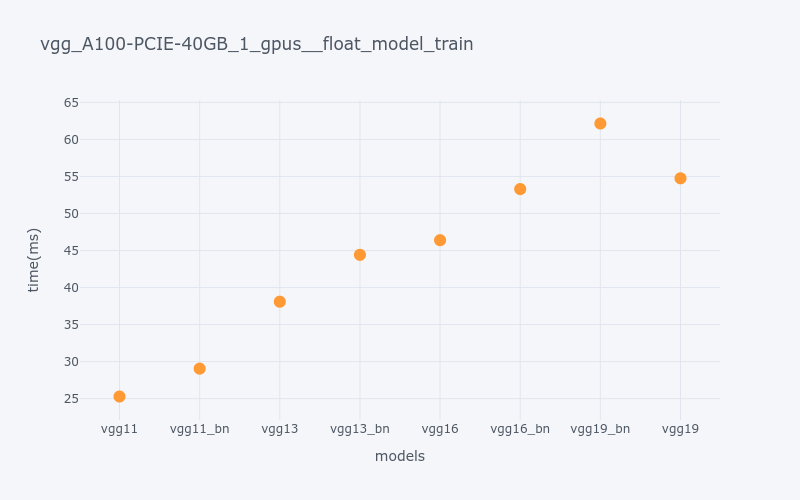 vgg_A100-PCIE-40GB_1_gpus__float_model_train
65
60
55
50
45
40
35
30
25
time(ms)
vgg11 vgg11_bn vgg13 vgg13_bn vgg16 vgg16_bn vgg19_bn vgg19
models